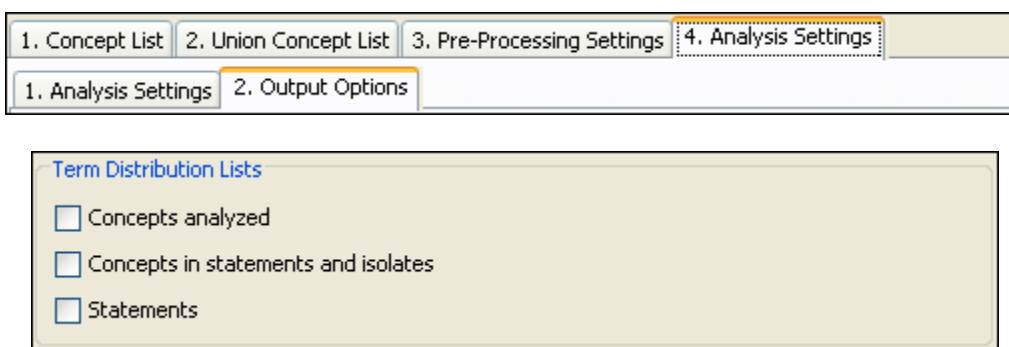 1. Concept List 2. Union Concept List 3. Pre-Processing Settings 4. Analysis Settings
1. Analysis Settings 2. Output Options
Term Distribution Lists
Concepts analyzed
Concepts in statements and isolates
Statements